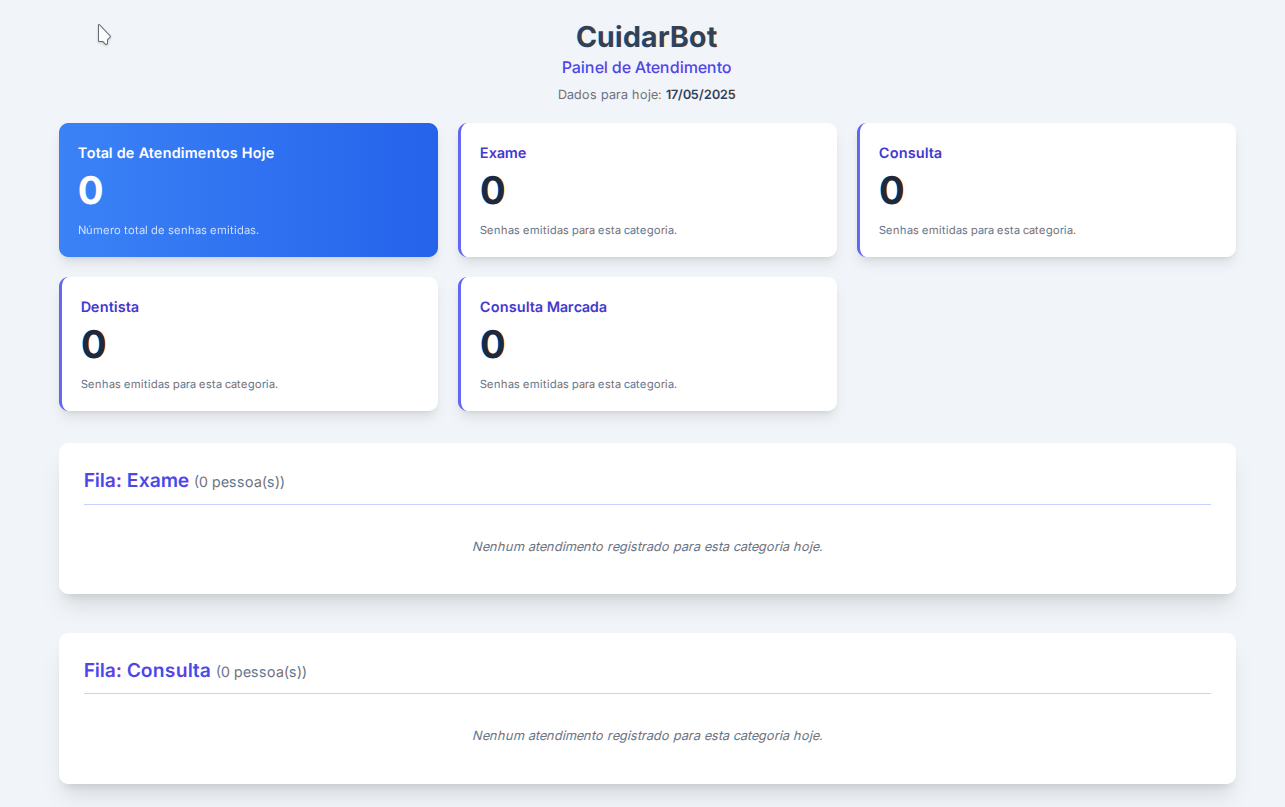 CuidarBot
Painel de Atendimento
Dados para hoje: 17/05/2025
Total de Atendimentos Hoje
0
Número total de senhas emitidas.
Exame
0
Senhas emitidas para esta categoria.
Consulta
0
Senhas emitidas para esta categoria.
Dentista
0
Senhas emitidas para esta categoria.
Consulta Marcada
0
Senhas emitidas para esta categoria.
Fila: Exame (0 pessoa(s))
Nenhum atendimento registrado para esta categoria hoje.
Fila: Consulta (0 pessoa(s))
Nenhum atendimento registrado para esta categoria hoje.